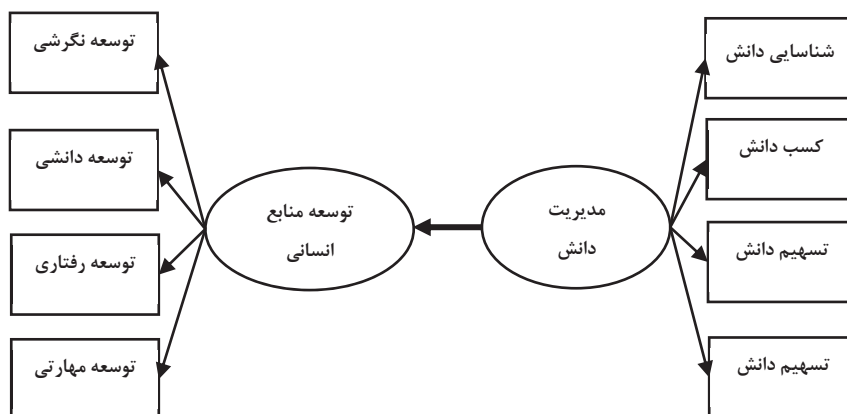 شناسایی دانش
کسب دانش
تسهیم دانش
تسهیم دانش
مدیریت
دانش
توسعه منابع
انسانی
توسعه نگرشی
توسعه دانشی
توسعه رفتاری
توسعه مهارتی